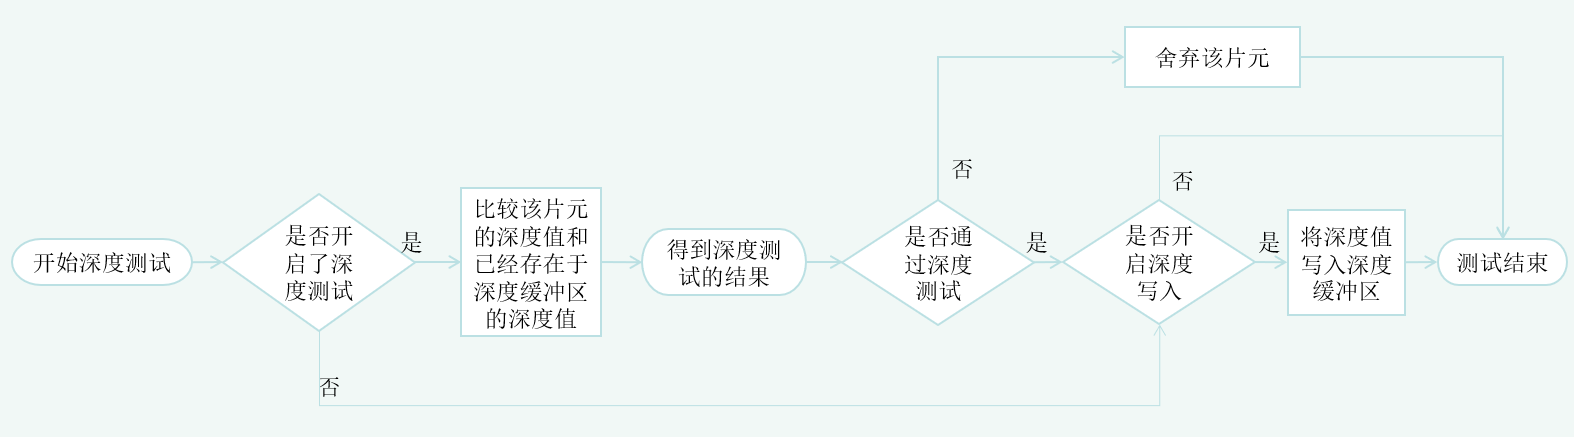 开始深度测试
是否开
启了深
度测试
是
否
比较该片元
的深度值和
已经存在于
深度缓冲区
的深度值
得到深度测
试的结果
是否通
过深度
测试
否
舍弃该片元
是
是否开
启深度
写入
否
是
将深度值
写入深度
缓冲区
测试结束